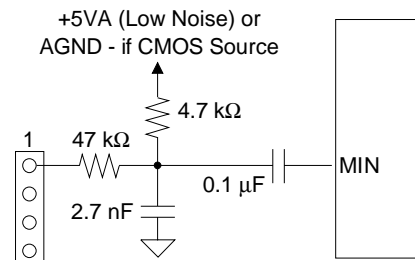 +5VA (Low Noise) or
AGND - if CMOS Source
4.7 kΩ
1
47 kΩ
MIN
0.1 μF
2.7 nF